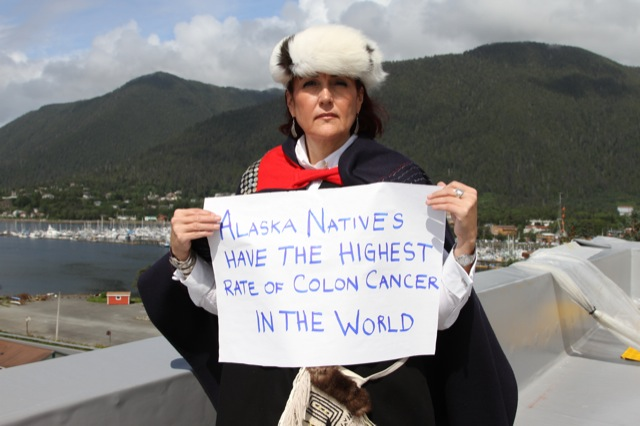 ALASKA NATIVES
HAVE THE HIGHEST
RATE OF COLON CANCER
IN THE WORLD